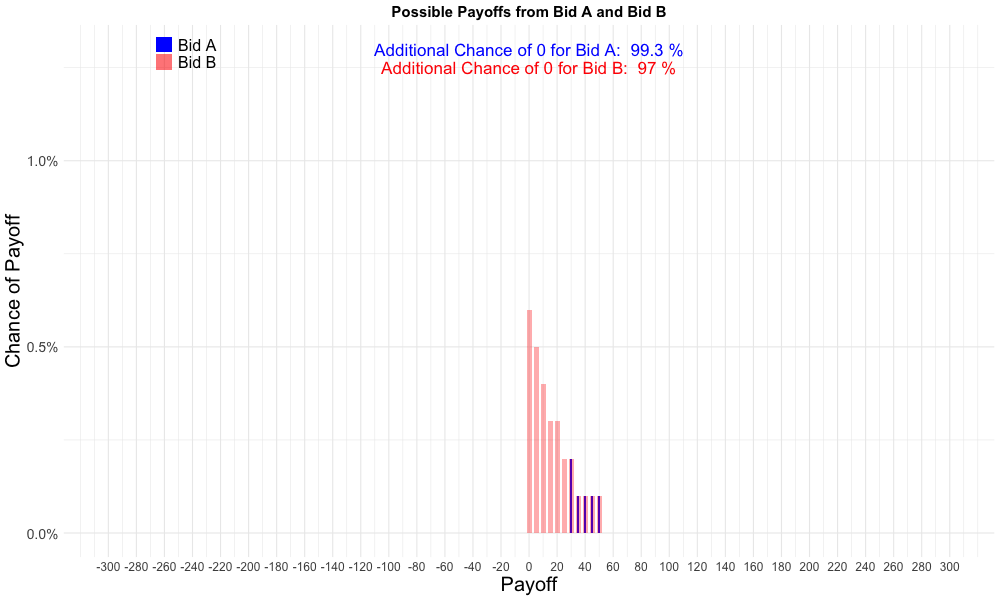 Possible Payoffs from Bid A and Bid B
Bid A
Bid B
Additional Chance of 0 for Bid A:  99.3 %
Additional Chance of 0 for Bid B:  97 %
Chance of Payoff
1.0%
0.5%
0.0%
-300 -280 -260 -240 -220 -200 -180 -160 -140 -120 -100 -80 -60 -40 -20 0 20 40 60 80 100 120 140 160 180 200 220 240 260 280 300
Payoff